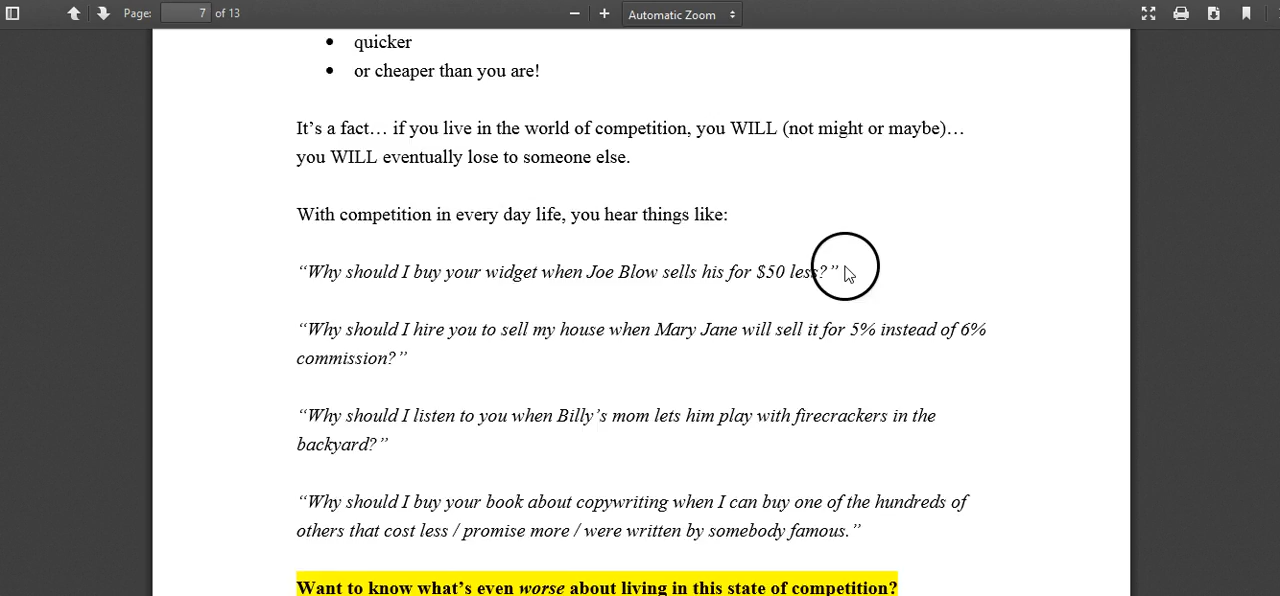 Page: 7 of 13
Automatic Zoom
• quicker
• or cheaper than you are!
It's a fact… if you live in the world of competition, you WILL (not might or maybe)…
you WILL eventually lose to someone else.
With competition in every day life, you hear things like:
“Why should I buy your widget when Joe Blow sells his for $50 less?”
“Why should I hire you to sell my house when Mary Jane will sell it for 5% instead of 6%
commission?”
“Why should I listen to you when Billy’s mom lets him play with firecrackers in the
backyard?”
“Why should I buy your book about copywriting when I can buy one of the hundreds of
others that cost less / promise more / were written by somebody famous.”
Want to know what’s even worse about living in this state of competition?